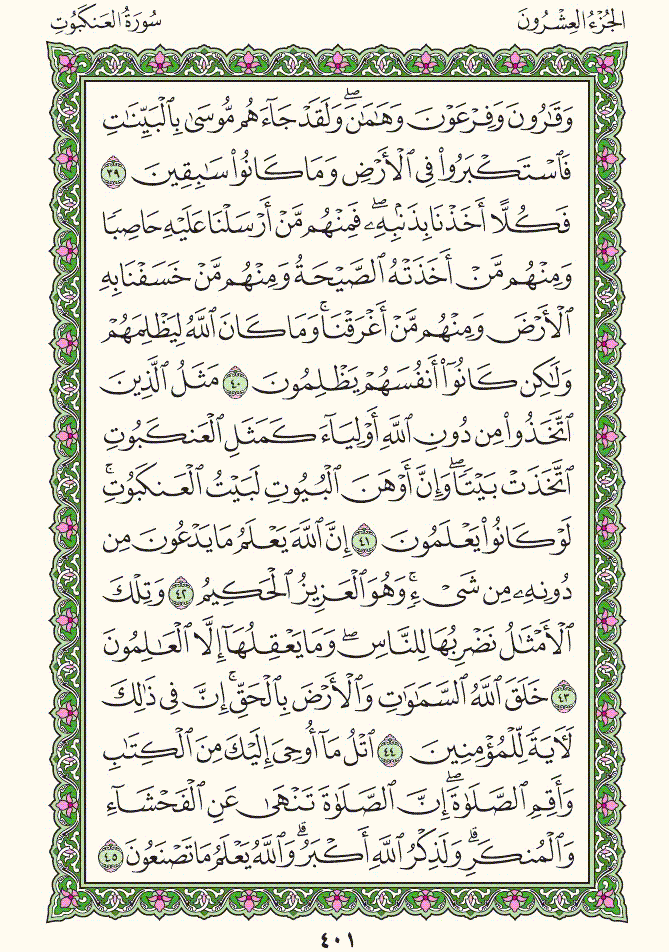 الجُزْءُ العِشْرُونَ
سُورَةُ العَنكَبُوتِ
وَقَٰرُونَ وَفِرْعَوْنَ وَهَٰمَٰنَۖ وَلَقَدْ جَآءَهُم مُّوسَىٰ بِٱلْبَيِّنَٰتِ
فَٱسْتَكْبَرُوا۟ فِى ٱلْأَرْضِ وَمَا كَانُوا۟ سَٰبِقِينَ ٣٩
فَكُلًّا أَخَذْنَا بِذَنۢبِهِۦۖ فَمِنْهُم مَّنْ أَرْسَلْنَا عَلَيْهِ حَاصِبًا
وَمِنْهُم مَّنْ أَخَذَتْهُ ٱلصَّيْحَةُ وَمِنْهُم مَّنْ خَسَفْنَا بِهِ
ٱلْأَرْضَ وَمِنْهُم مَّنْ أَغْرَقْنَاۚ وَمَا كَانَ ٱللَّهُ لِيَظْلِمَهُمْ
وَلَٰكِن كَانُوٓا۟ أَنفُسَهُمْ يَظْلِمُونَ ٤٠ مَثَلُ ٱلَّذِينَ
ٱتَّخَذُوا۟ مِن دُونِ ٱللَّهِ أَوْلِيَآءَ كَمَثَلِ ٱلْعَنكَبُوتِ
ٱتَّخَذَتْ بَيْتًاۖ وَإِنَّ أَوْهَنَ ٱلْبُيُوتِ لَبَيْتُ ٱلْعَنكَبُوتِۚ
لَوْ كَانُوا۟ يَعْلَمُونَ ٤١ إِنَّ ٱللَّهَ يَعْلَمُ مَا يَدْعُونَ مِن
دُونِهِۦ مِن شَىْءٍۚ وَهُوَ ٱلْعَزِيزُ ٱلْحَكِيمُ ٤٢ وَتِلْكَ
ٱلْأَمْثَٰلُ نَضْرِبُهَا لِلنَّاسِۖ وَمَا يَعْقِلُهَآ إِلَّا ٱلْعَٰلِمُونَ
٤٣ خَلَقَ ٱللَّهُ ٱلسَّمَٰوَٰتِ وَٱلْأَرْضَ بِٱلْحَقِّۚ إِنَّ فِى ذَٰلِكَ
لَءَايَةً لِّلْمُؤْمِنِينَ ٤٤ ٱتْلُ مَآ أُوحِىَ إِلَيْكَ مِنَ ٱلْكِتَٰبِ
وَأَقِمِ ٱلصَّلَوٰةَۖ إِنَّ ٱلصَّلَوٰةَ تَنْهَىٰ عَنِ ٱلْفَحْشَآءِ
وَٱلْمُنكَرِۗ وَلَذِكْرُ ٱللَّهِ أَكْبَرُۗ وَٱللَّهُ يَعْلَمُ مَا تَصْنَعُونَ ٤٥
٤٠١